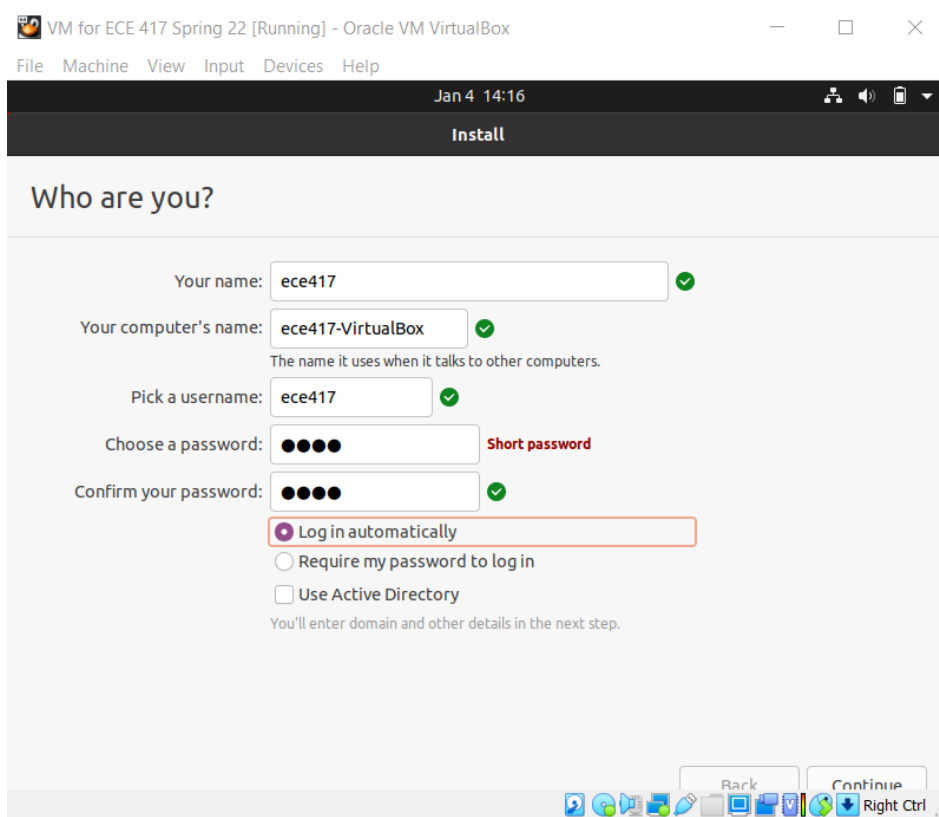 VM for ECE 417 Spring 22 [Running] - Oracle VM VirtualBox
File Machine View Input Devices Help
Jan 4 14:16
Install
Who are you?
Your name: ece417
Your computer's name: ece417-VirtualBox
The name it uses when it talks to other computers.
Pick a username: ece417
Choose a password: ●●●● Short password
Confirm your password: ●●●●
Log in automatically
Require my password to log in
Use Active Directory
You'll enter domain and other details in the next step.
Back Continue
Right Ctrl